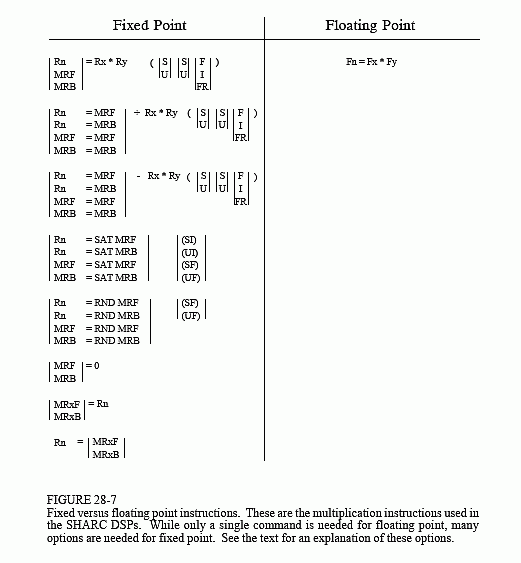 Fixed Point Floating Point
Rn = Rx * Ry ( S S F ) Fn = Fx * Fy
MRF U U I
MRB FR
Rn = MRF + Rx * Ry ( S S F )
Rn = MRB U U I
MRF = MRF FR
MRB = MRB
Rn = MRF - Rx * Ry ( S S F )
Rn = MRB U U I
MRF = MRF FR
MRB = MRB
Rn = SAT MRF (SI)
Rn = SAT MRB (UI)
MRF = SAT MRF (SF)
MRB = SAT MRB (UF)
Rn = RND MRF (SF)
Rn = RND MRB (UF)
MRF = RND MRF
MRB = RND MRB
MRF = 0
MRB
MRxF = Rn
MRxB
Rn = MRxF
MRxB
FIGURE 28-7
Fixed versus floating point instructions. These are the multiplication instructions used in
the SHARC DSPs. While only a single command is needed for floating point, many
options are needed for fixed point. See the text for an explanation of these options.